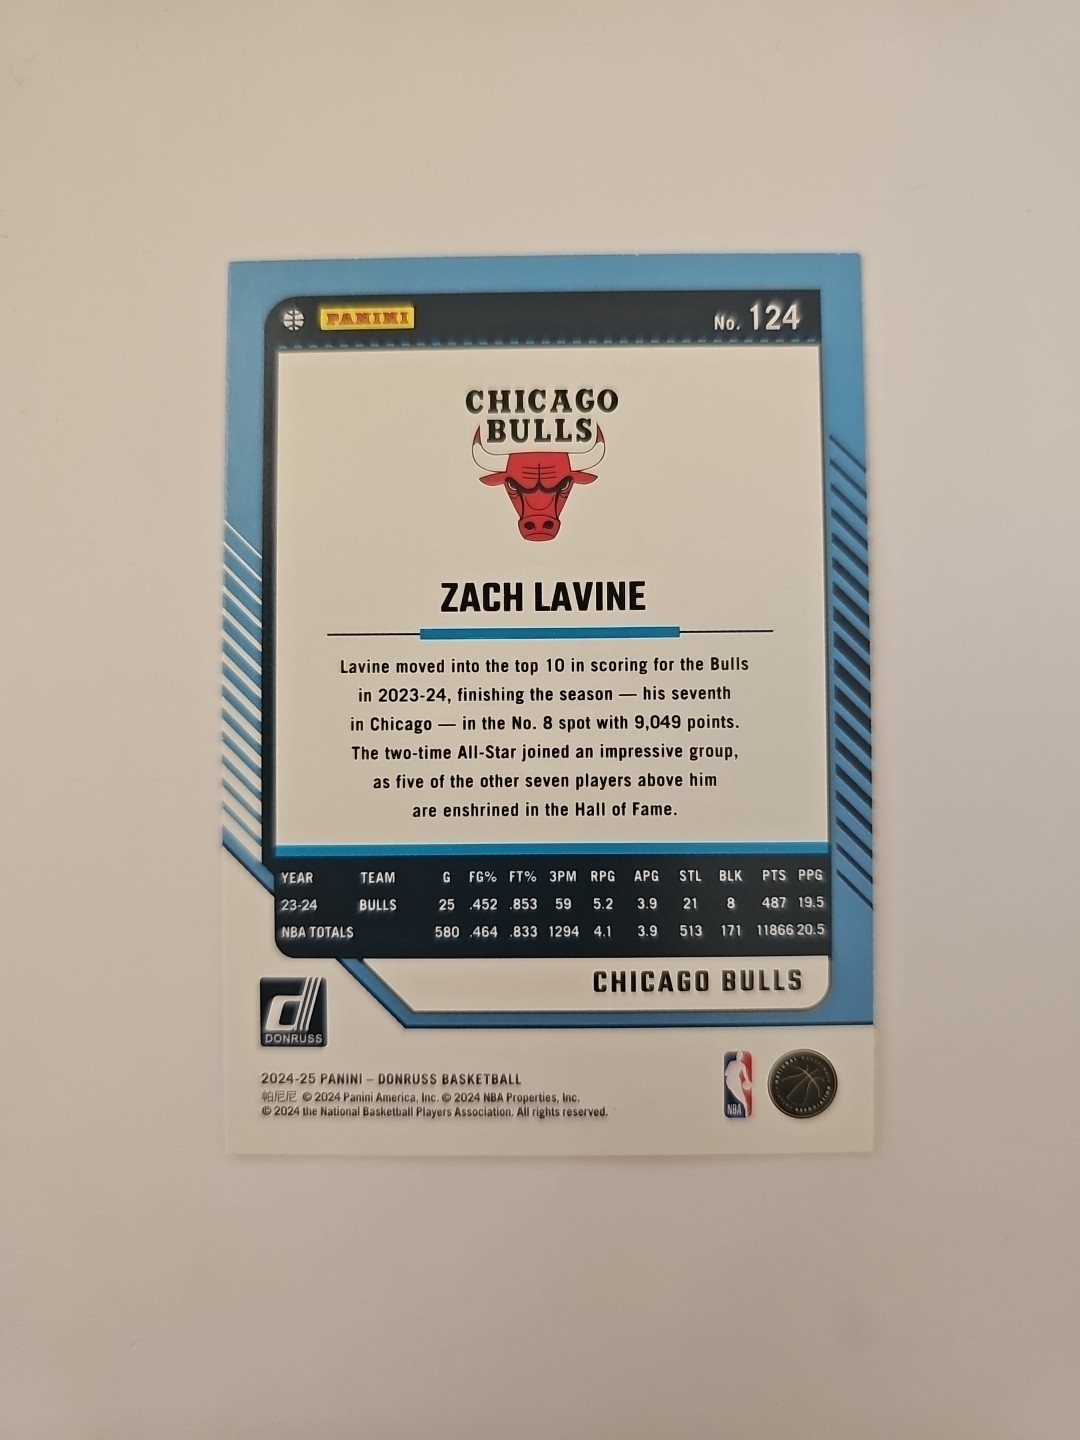 PANINI
No. 124
CHICAGO
BULLS
ZACH LAVINE
Lavine moved into the top 10 in scoring for the Bulls
in 2023-24, finishing the season — his seventh
in Chicago — in the No. 8 spot with 9,049 points.
The two-time All-Star joined an impressive group,
as five of the other seven players above him
are enshrined in the Hall of Fame.
YEAR TEAM G FG% FT% 3PM RPG APG STL BLK PTS PPG
23-24 BULLS 25 .452 .853 59 5.2 3.9 21 8 487 19.5
NBA TOTALS 580 .464 .833 1294 4.1 3.9 513 171 11866 20.5
CHICAGO BULLS
d
DONRUSS
2024-25 PANINI – DONRUSS BASKETBALL
帕尼尼 © 2024 Panini America, Inc. © 2024 NBA Properties, Inc.
© 2024 the National Basketball Players Association. All rights reserved.
NBA
NATIONAL BASKETBALL
ASSOCIATION